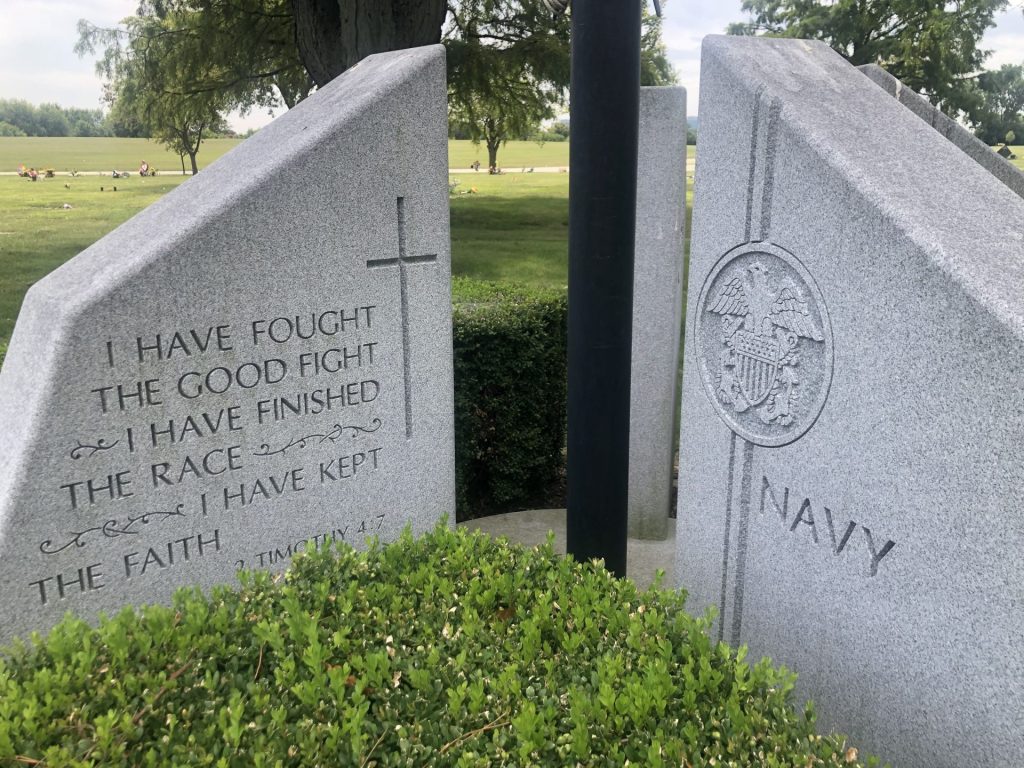 I HAVE FOUGHT
THE GOOD FIGHT
I HAVE FINISHED
THE RACE
I HAVE KEPT
THE FAITH
2 TIMOTHY 4:7
NAVY